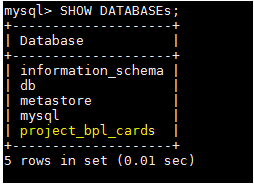 mysql> SHOW DATABASEs;
+--------------------+
| Database           |
+--------------------+
| information_schema |
| db                 |
| metastore          |
| mysql              |
| project_bpl_cards  |
+--------------------+
5 rows in set (0.01 sec)